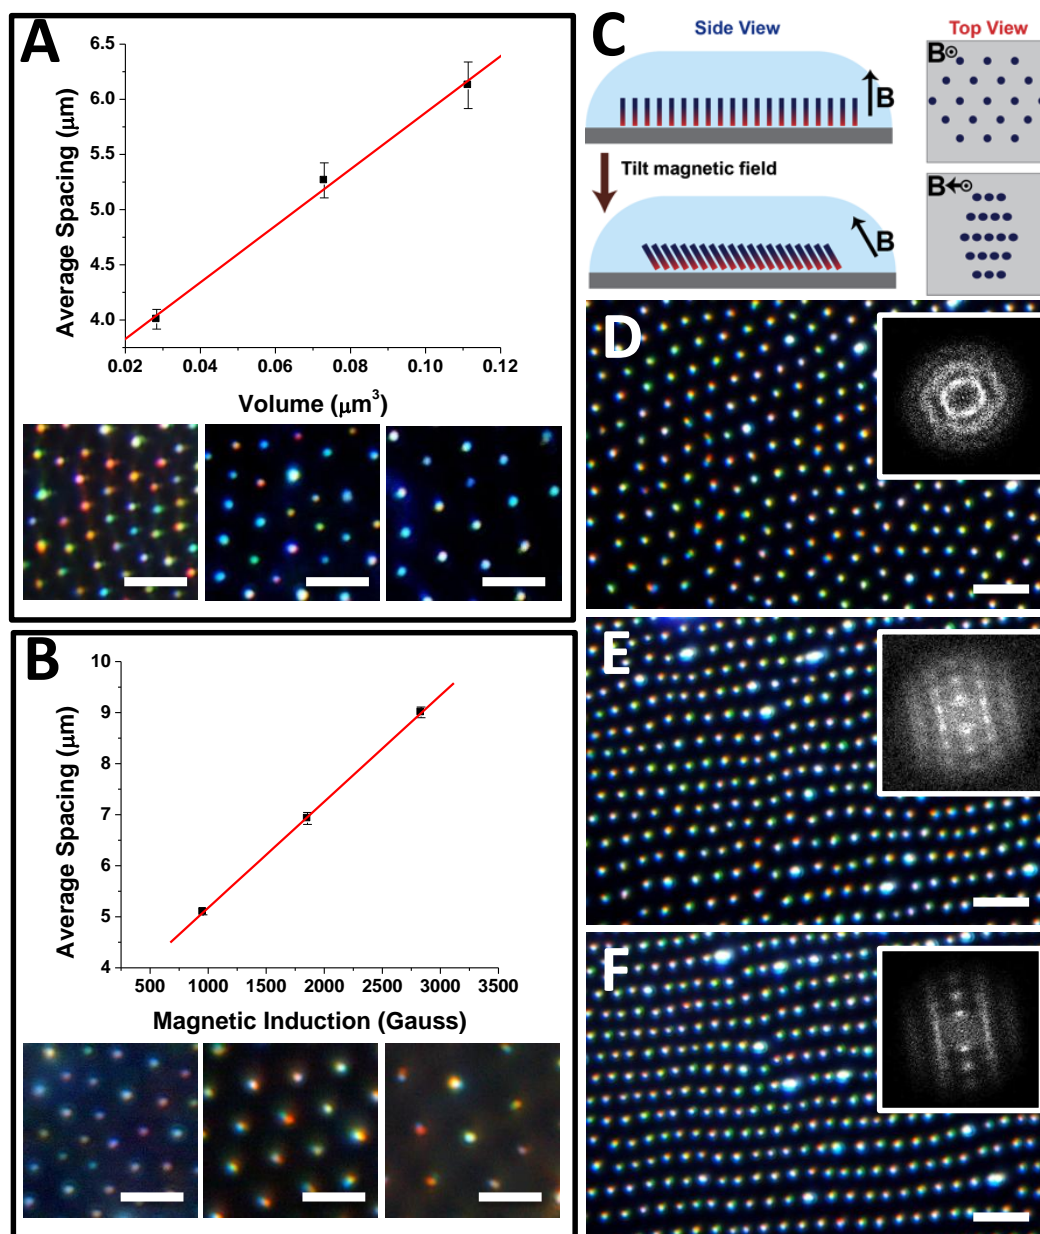 A
6.5
6.0
5.5
5.0
4.5
4.0
Average Spacing (μm)
0.02 0.04 0.06 0.08 0.10 0.12
Volume (μm³)
B
10
9
8
7
6
5
4
Average Spacing (μm)
500 1000 1500 2000 2500 3000 3500
Magnetic Induction (Gauss)
C
Side View
Top View
B
B
Tilt magnetic field
B
B
D
E
F